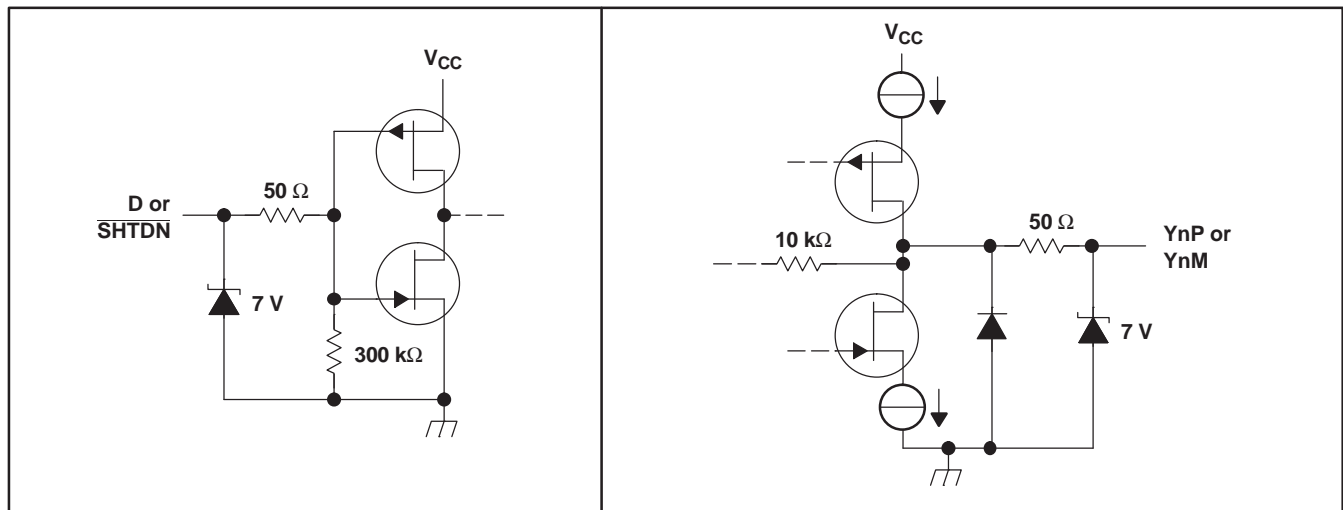 VCC
50 Ω
D or
SHTDN
7 V
300 kΩ
VCC
10 kΩ
50 Ω
YnP or
YnM
7 V